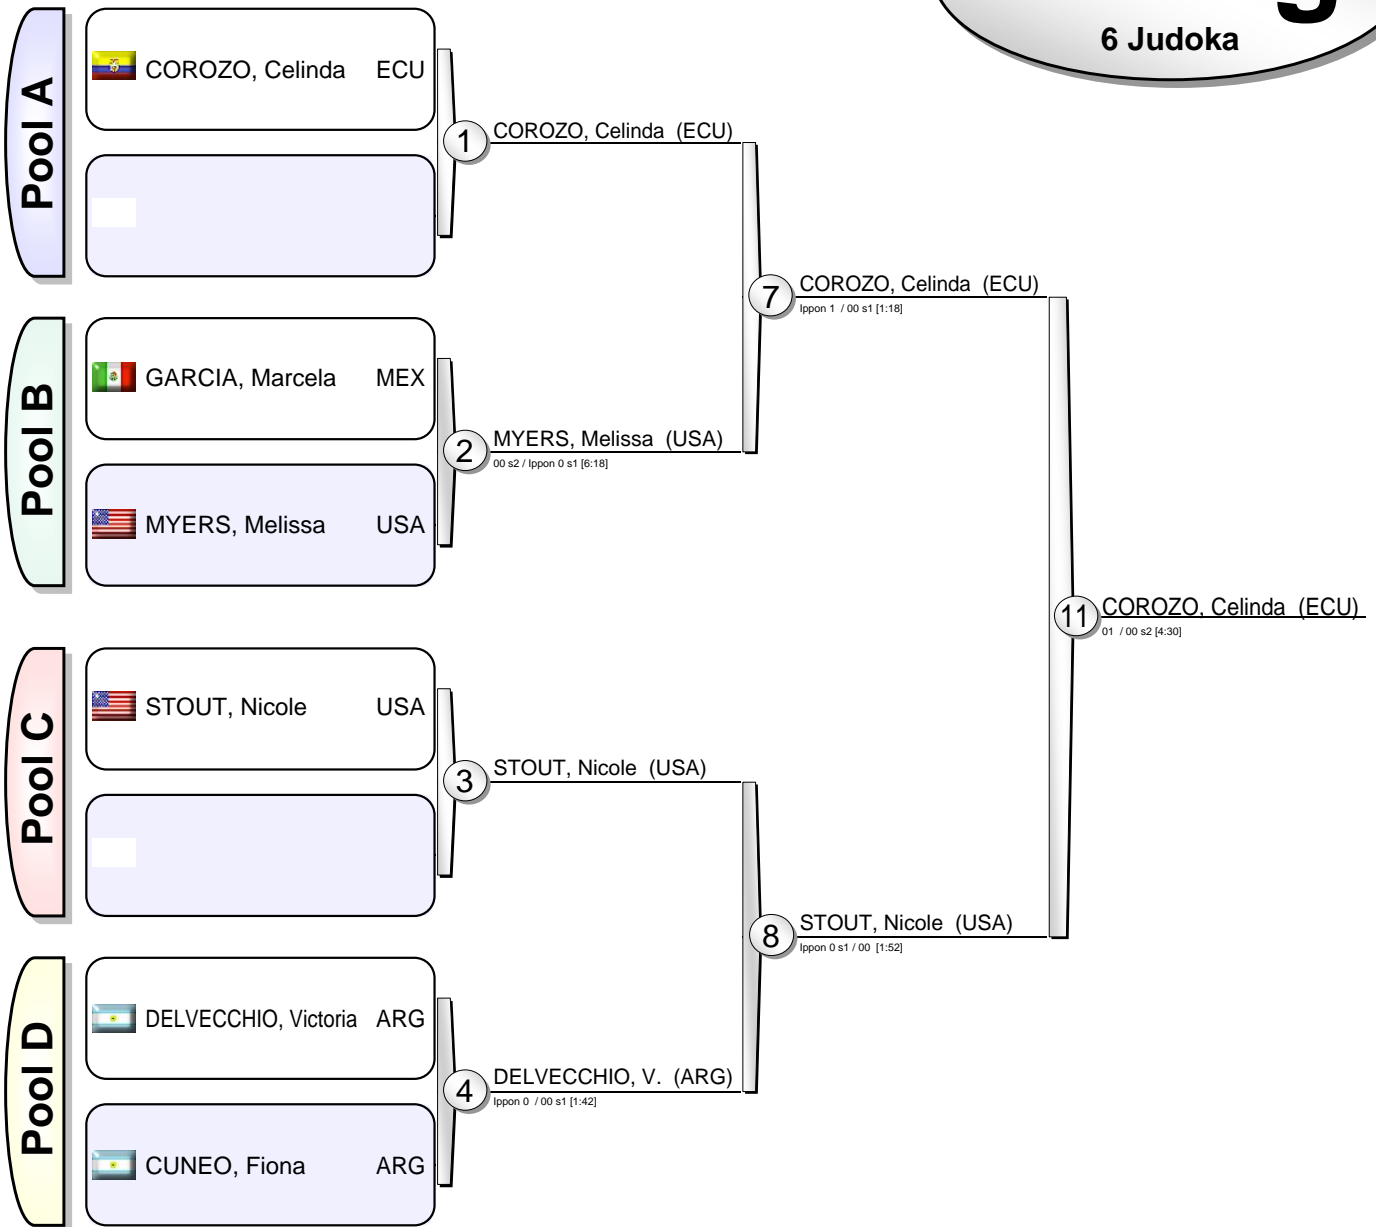 6 Judoka
Pool A
COROZO, Celinda ECU
1
COROZO, Celinda (ECU)
7
COROZO, Celinda (ECU)
Ippon 1 / 00 s1 [1:18]
Pool B
GARCIA, Marcela MEX
2
MYERS, Melissa (USA)
00 s2 / Ippon 0 s1 [6:18]
MYERS, Melissa USA
11
COROZO, Celinda (ECU)
01 / 00 s2 [4:30]
Pool C
STOUT, Nicole USA
3
STOUT, Nicole (USA)
8
STOUT, Nicole (USA)
Ippon 0 s1 / 00 [1:52]
Pool D
DELVECCHIO, Victoria ARG
4
DELVECCHIO, V. (ARG)
Ippon 0 / 00 s1 [1:42]
CUNEO, Fiona ARG